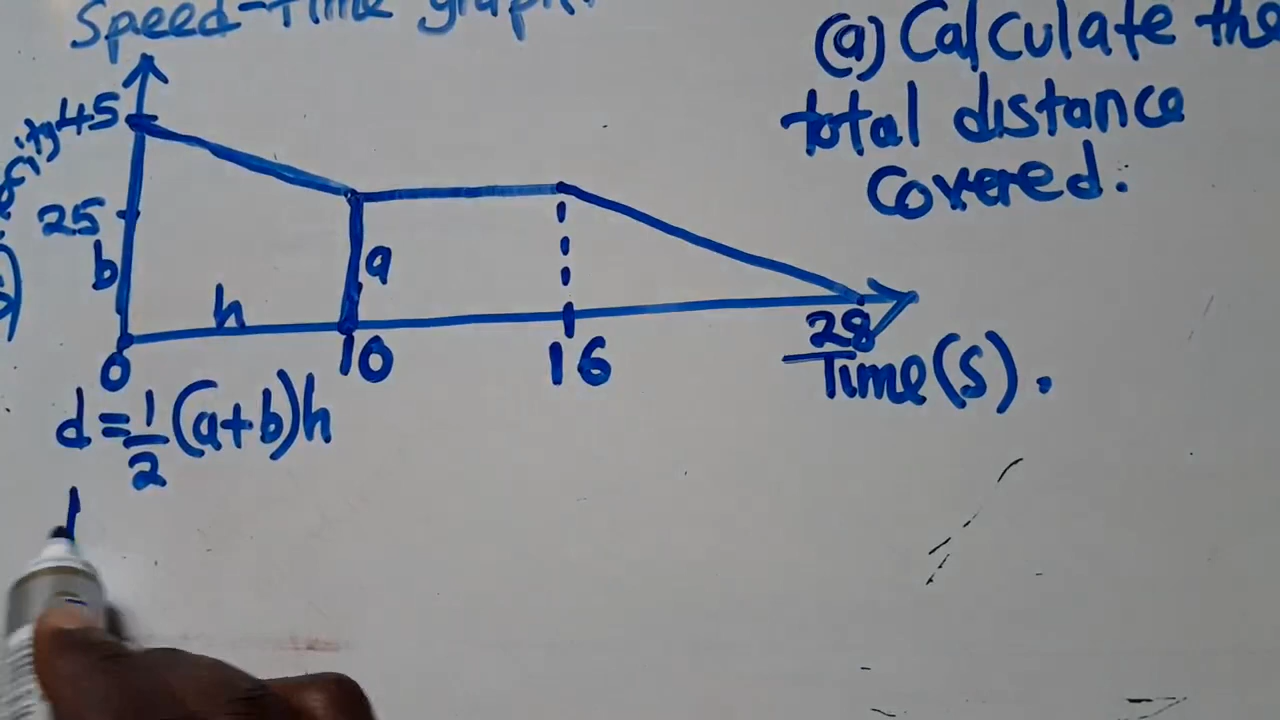 Speed-Time graph
(a) Calculate the
total distance
covered.
45
25
b
h
a
0
10
16
28
Time(s).
d=1/2(a+b)h